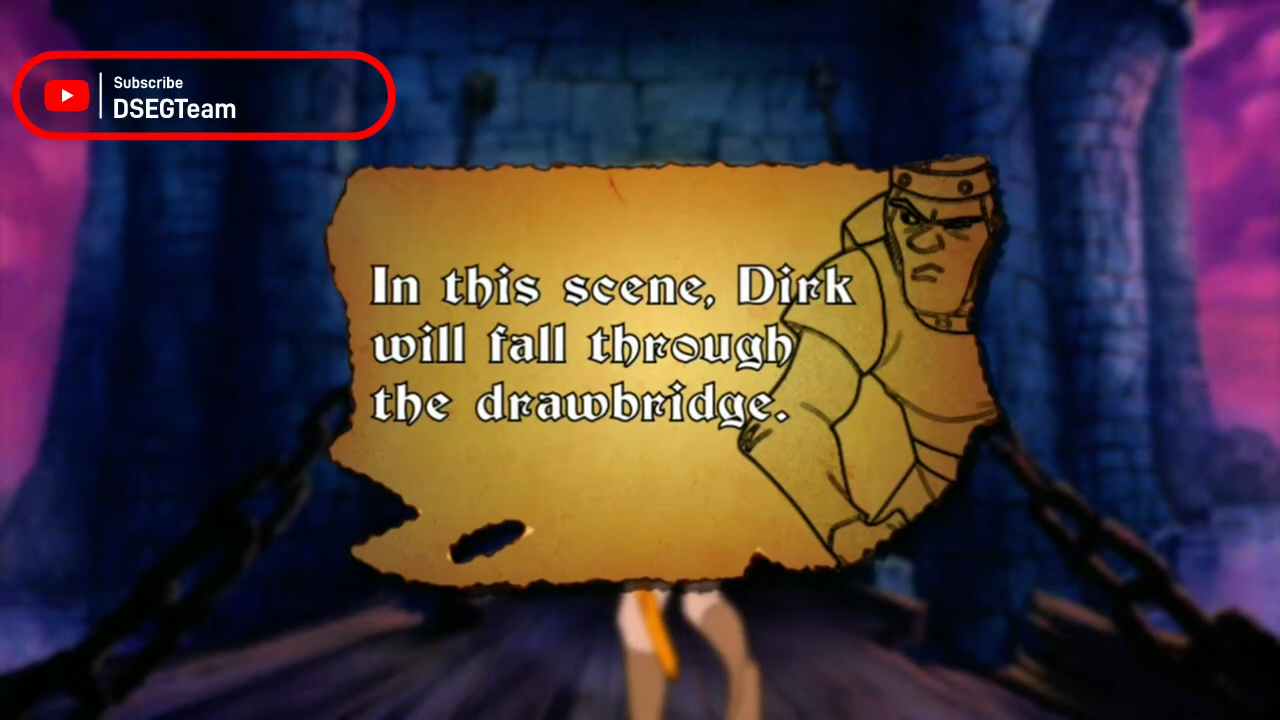 Subscribe
DSEGTeam
In this scene, Dirk
will fall through
the drawbridge.